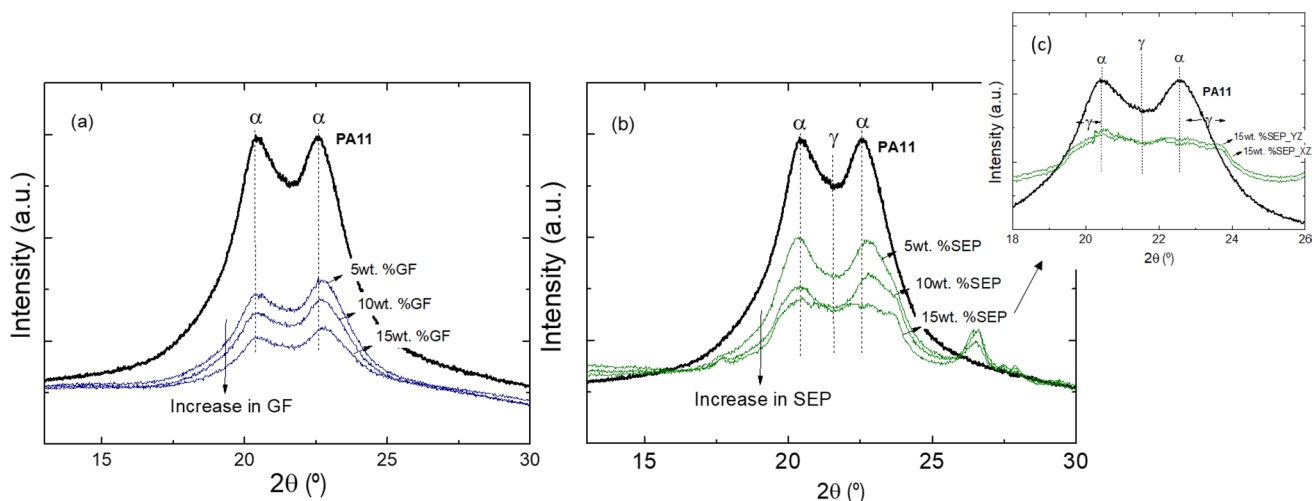 (a)
α
α
PA11
5wt. %GF
10wt. %GF
15wt. %GF
Increase in GF
Intensity (a.u.)
15
20
25
30
2θ (º)
(b)
α
γ
α
PA11
5wt. %SEP
10wt. %SEP
15wt. %SEP
Increase in SEP
Intensity (a.u.)
15
20
25
30
2θ (º)
(c)
α
γ
α
PA11
γ
γ
15wt. %SEP_YZ
15wt. %SEP_XZ
Intensity (a.u.)
18
20
22
24
26
2θ (º)